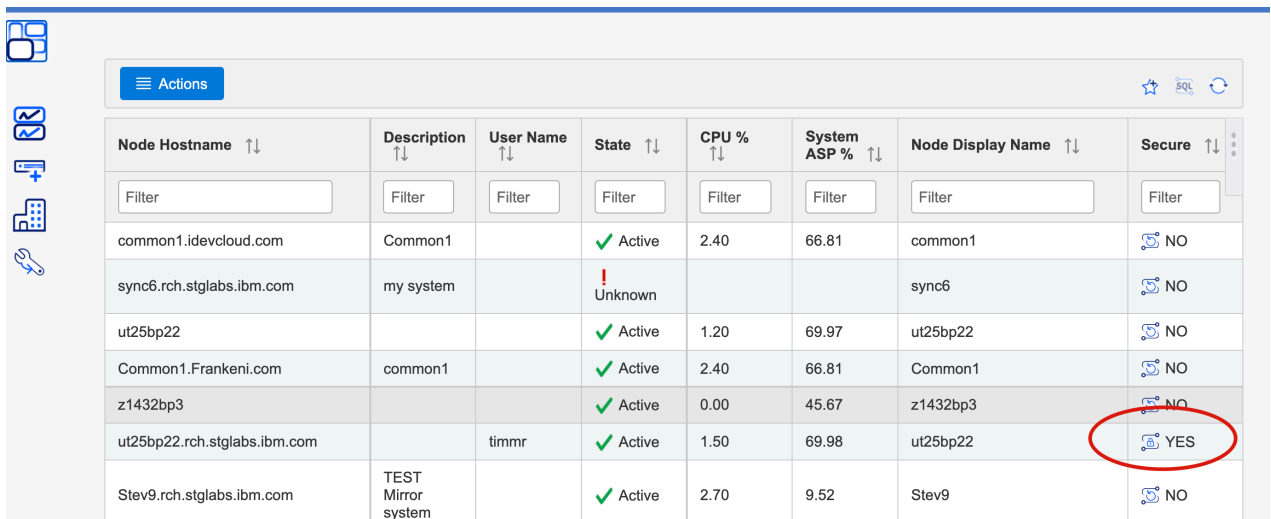 Actions
SQL
Node Hostname Description User Name State CPU % System ASP % Node Display Name Secure
Filter Filter Filter Filter Filter Filter Filter Filter
common1.idevcloud.com Common1 Active 2.40 66.81 common1 NO
sync6.rch.stglabs.ibm.com my system Unknown sync6 NO
ut25bp22 Active 1.20 69.97 ut25bp22 NO
Common1.Frankeni.com common1 Active 2.40 66.81 Common1 NO
z1432bp3 Active 0.00 45.67 z1432bp3 NO
ut25bp22.rch.stglabs.ibm.com timmr Active 1.50 69.98 ut25bp22 YES
Stev9.rch.stglabs.ibm.com TEST Mirror system Active 2.70 9.52 Stev9 NO